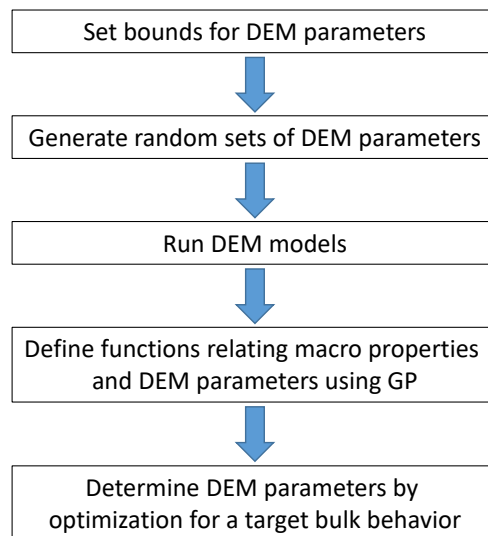 Set bounds for DEM parameters
Generate random sets of DEM parameters
Run DEM models
Define functions relating macro properties
and DEM parameters using GP
Determine DEM parameters by
optimization for a target bulk behavior